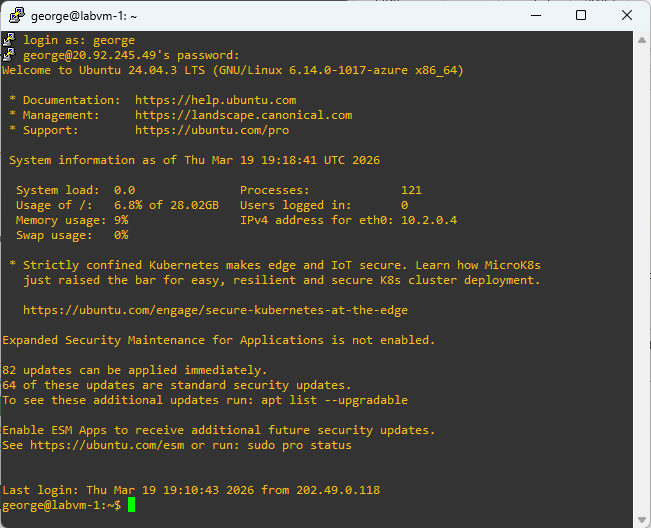 george@labvm-1: ~
login as: george
george@20.92.245.49's password:
Welcome to Ubuntu 24.04.3 LTS (GNU/Linux 6.14.0-1017-azure x86_64)
* Documentation:  https://help.ubuntu.com
* Management:     https://landscape.canonical.com
* Support:        https://ubuntu.com/pro
System information as of Thu Mar 19 19:18:41 UTC 2026
System load:  0.0               Processes:             121
Usage of /:   6.8% of 28.02GB   Users logged in:       0
Memory usage: 9%                IPv4 address for eth0: 10.2.0.4
Swap usage:   0%
* Strictly confined Kubernetes makes edge and IoT secure. Learn how MicroK8s
just raised the bar for easy, resilient and secure K8s cluster deployment.
https://ubuntu.com/engage/secure-kubernetes-at-the-edge
Expanded Security Maintenance for Applications is not enabled.
82 updates can be applied immediately.
64 of these updates are standard security updates.
To see these additional updates run: apt list --upgradable
Enable ESM Apps to receive additional future security updates.
See https://ubuntu.com/esm or run: sudo pro status
Last login: Thu Mar 19 19:10:43 2026 from 202.49.0.118
george@labvm-1:~$